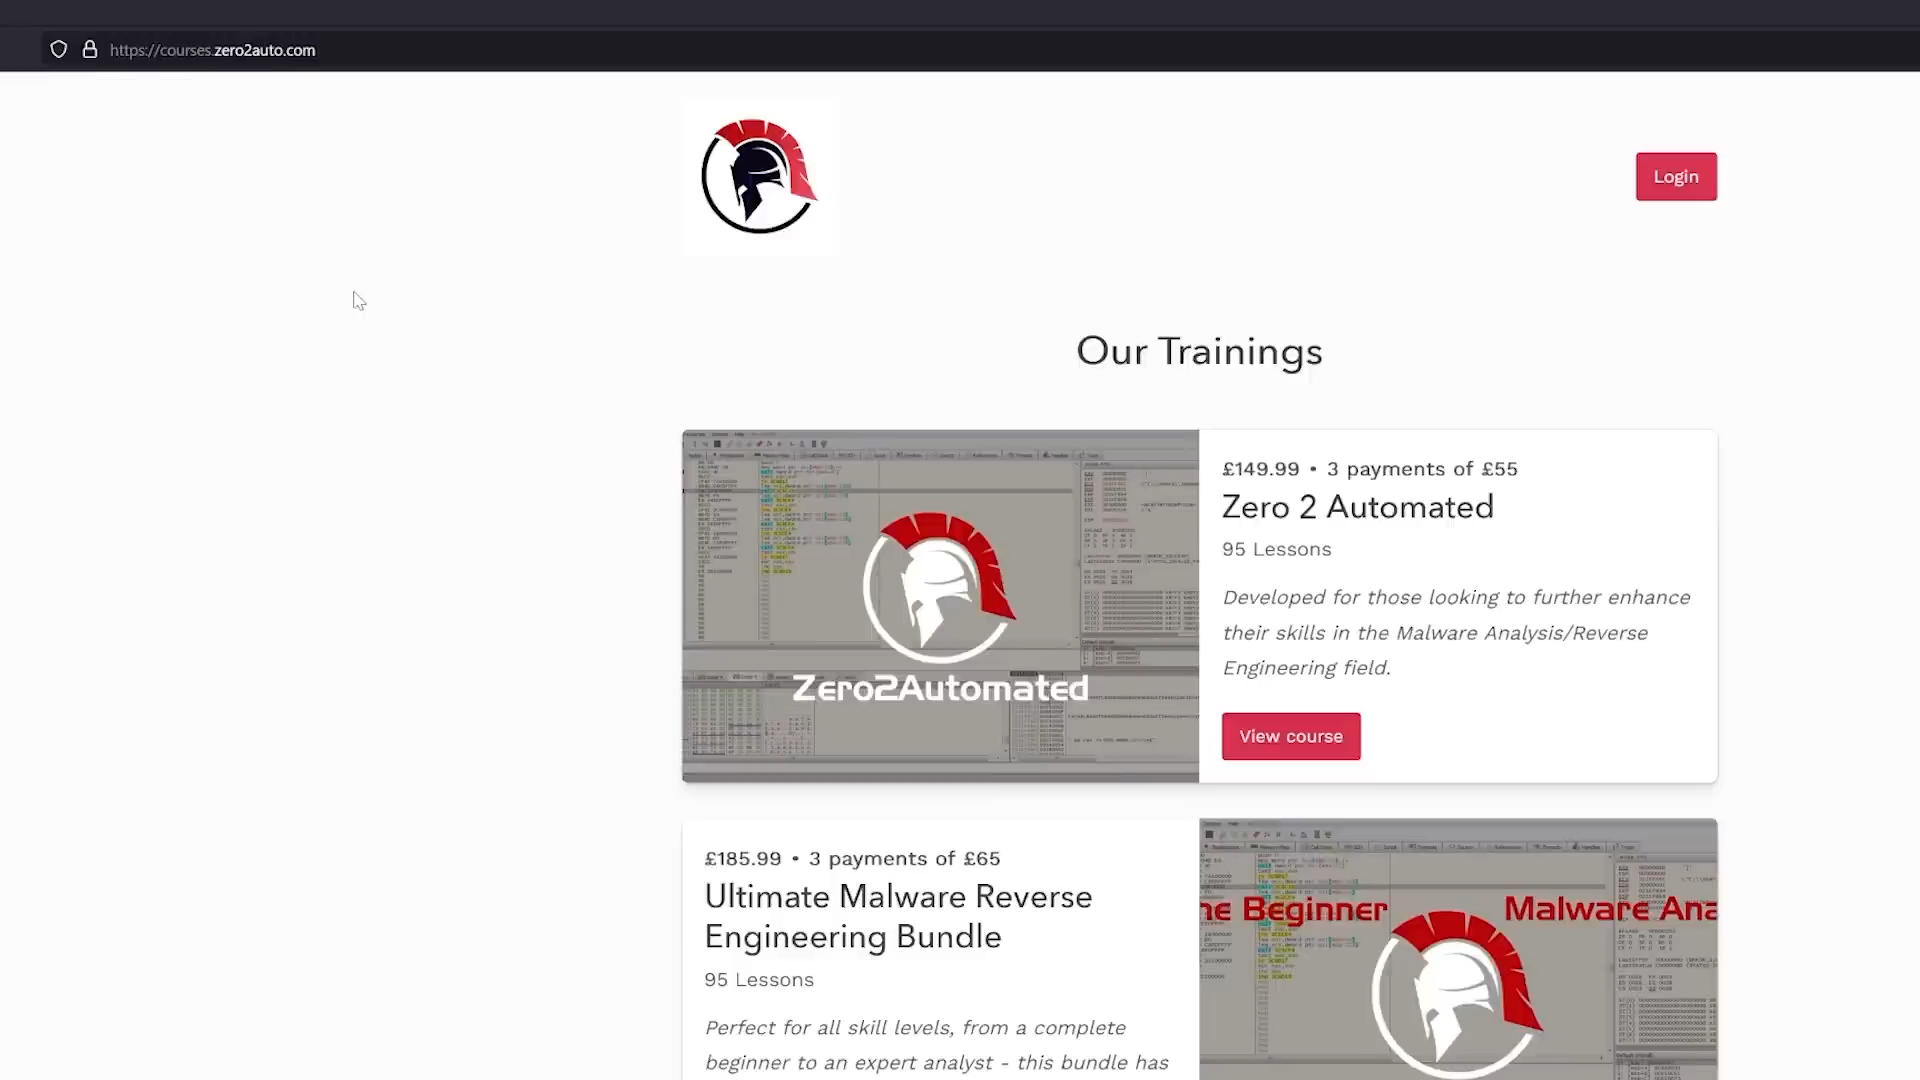 https://courses.zero2auto.com
Login
Our Trainings
Zero2Automated
£149.99 • 3 payments of £55
Zero 2 Automated
95 Lessons
Developed for those looking to further enhance
their skills in the Malware Analysis/Reverse
Engineering field.
View course
£185.99 • 3 payments of £65
Ultimate Malware Reverse
Engineering Bundle
95 Lessons
Perfect for all skill levels, from a complete
beginner to an expert analyst - this bundle has
ne Beginner
Malware Ana